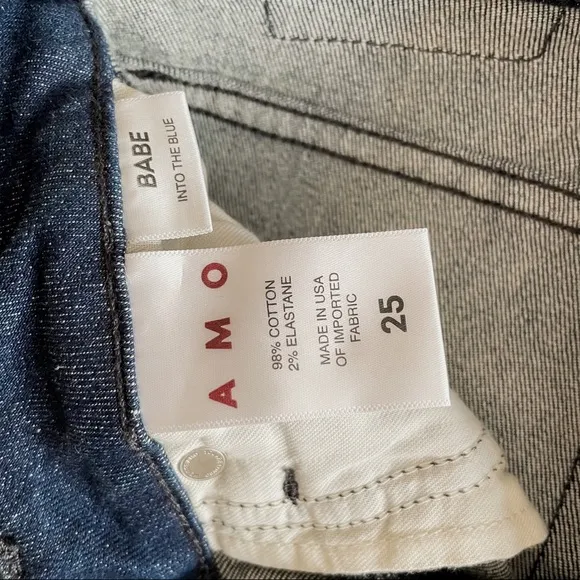 BABE
INTO THE BLUE
AMO
98% COTTON
2% ELASTANE
MADE IN USA
OF IMPORTED
FABRIC
25